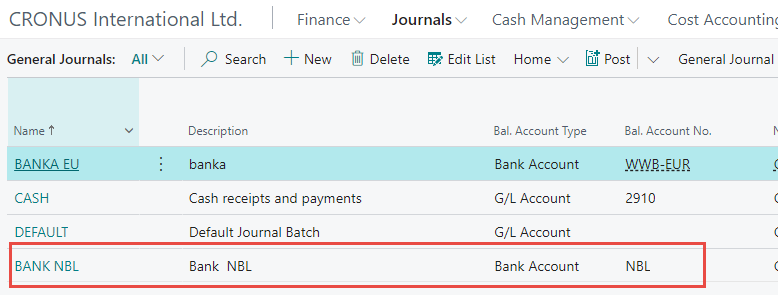 CRONUS International Ltd. Finance Journals Cash Management Cost Accounting
General Journals: All Search + New Delete Edit List Home Post General Journal
Name ↑ Description Bal. Account Type Bal. Account No.
BANKA EU banka Bank Account WWB-EUR
CASH Cash receipts and payments G/L Account 2910
DEFAULT Default Journal Batch G/L Account
BANK NBL Bank NBL Bank Account NBL